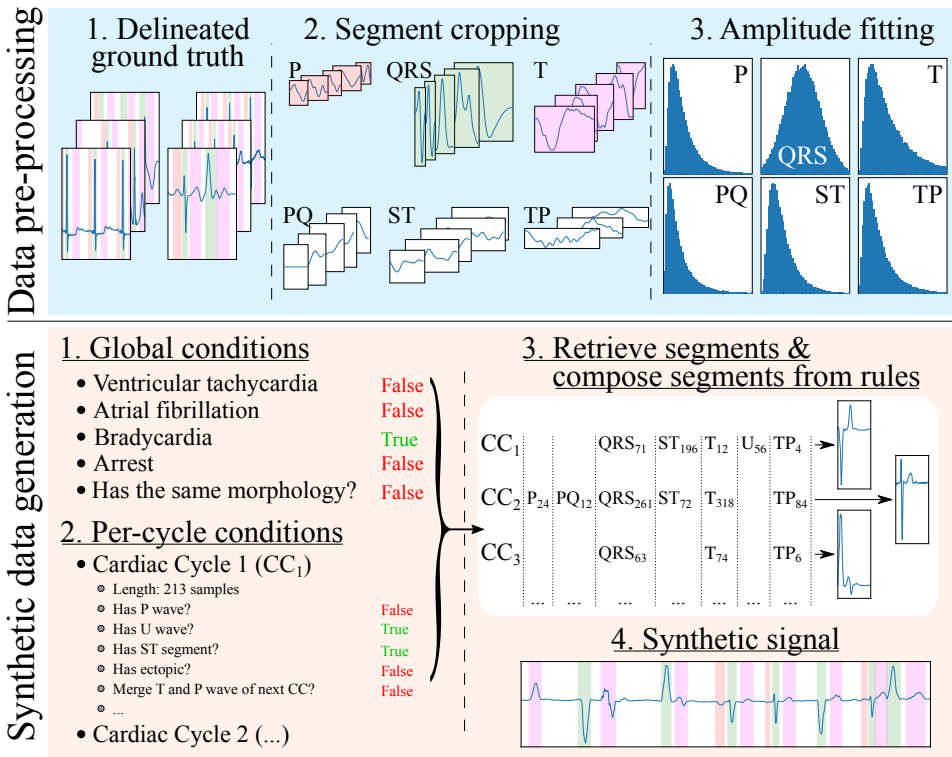 Data pre-processing
1. Delineated
ground truth
2. Segment cropping
P
QRS
T
PQ
ST
TP
3. Amplitude fitting
P
QRS
T
PQ
ST
TP
Synthetic data generation
1. Global conditions
• Ventricular tachycardia False
• Atrial fibrillation False
• Bradycardia True
• Arrest False
• Has the same morphology? False
2. Per-cycle conditions
• Cardiac Cycle 1 (CC₁)
Length: 213 samples
Has P wave? False
Has U wave? True
Has ST segment? True
Has ectopic? False
Merge T and P wave of next CC? False
...
• Cardiac Cycle 2 (...)
3. Retrieve segments &
compose segments from rules
CC₁ QRS₇₁ ST₁₉₆ T₁₂ U₅₆ TP₄
CC₂ P₂₄ PQ₁₂ QRS₂₆₁ ST₇₂ T₃₁₈ TP₈₄
CC₃ QRS₆₃ T₇₄ TP₆
... ... ... ... ... ... ...
4. Synthetic signal